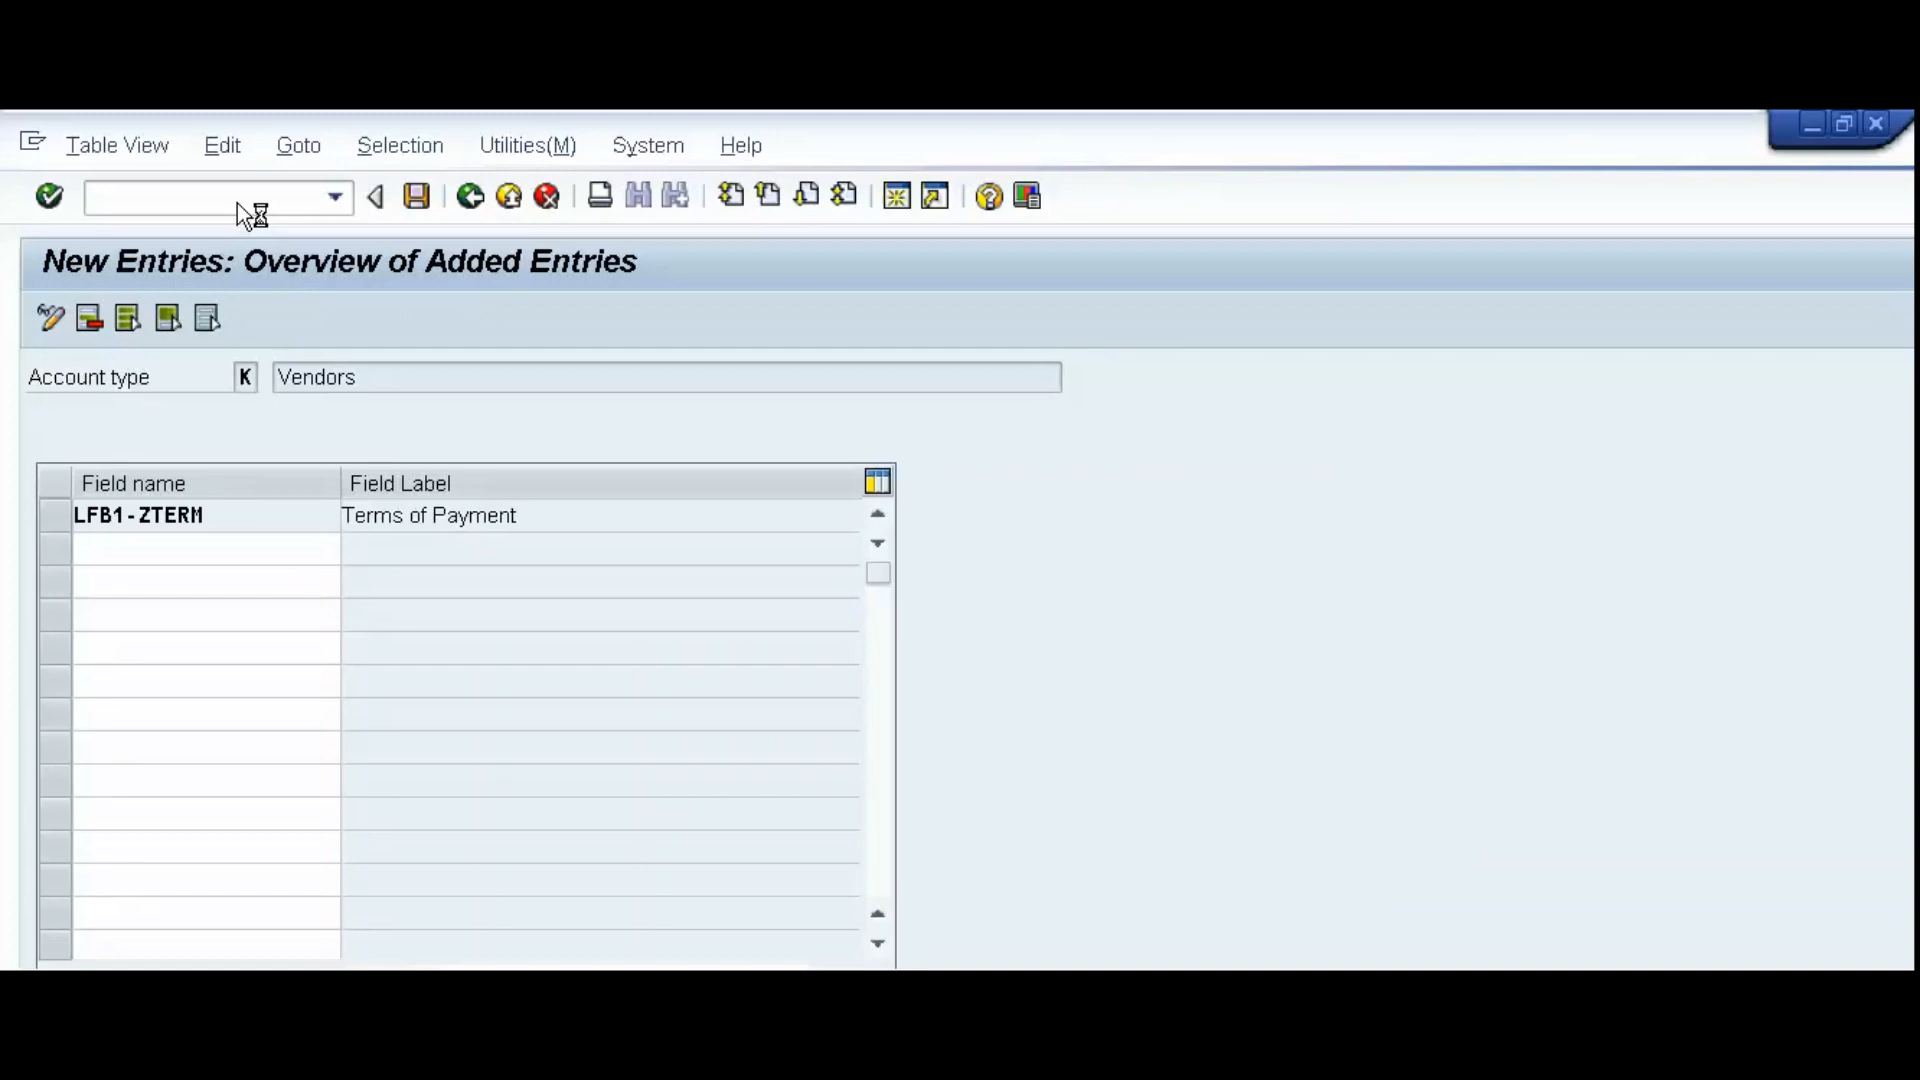 Table View Edit Goto Selection Utilities(M) System Help
New Entries: Overview of Added Entries
Account type K Vendors
Field name Field Label
LFB1-ZTERM Terms of Payment